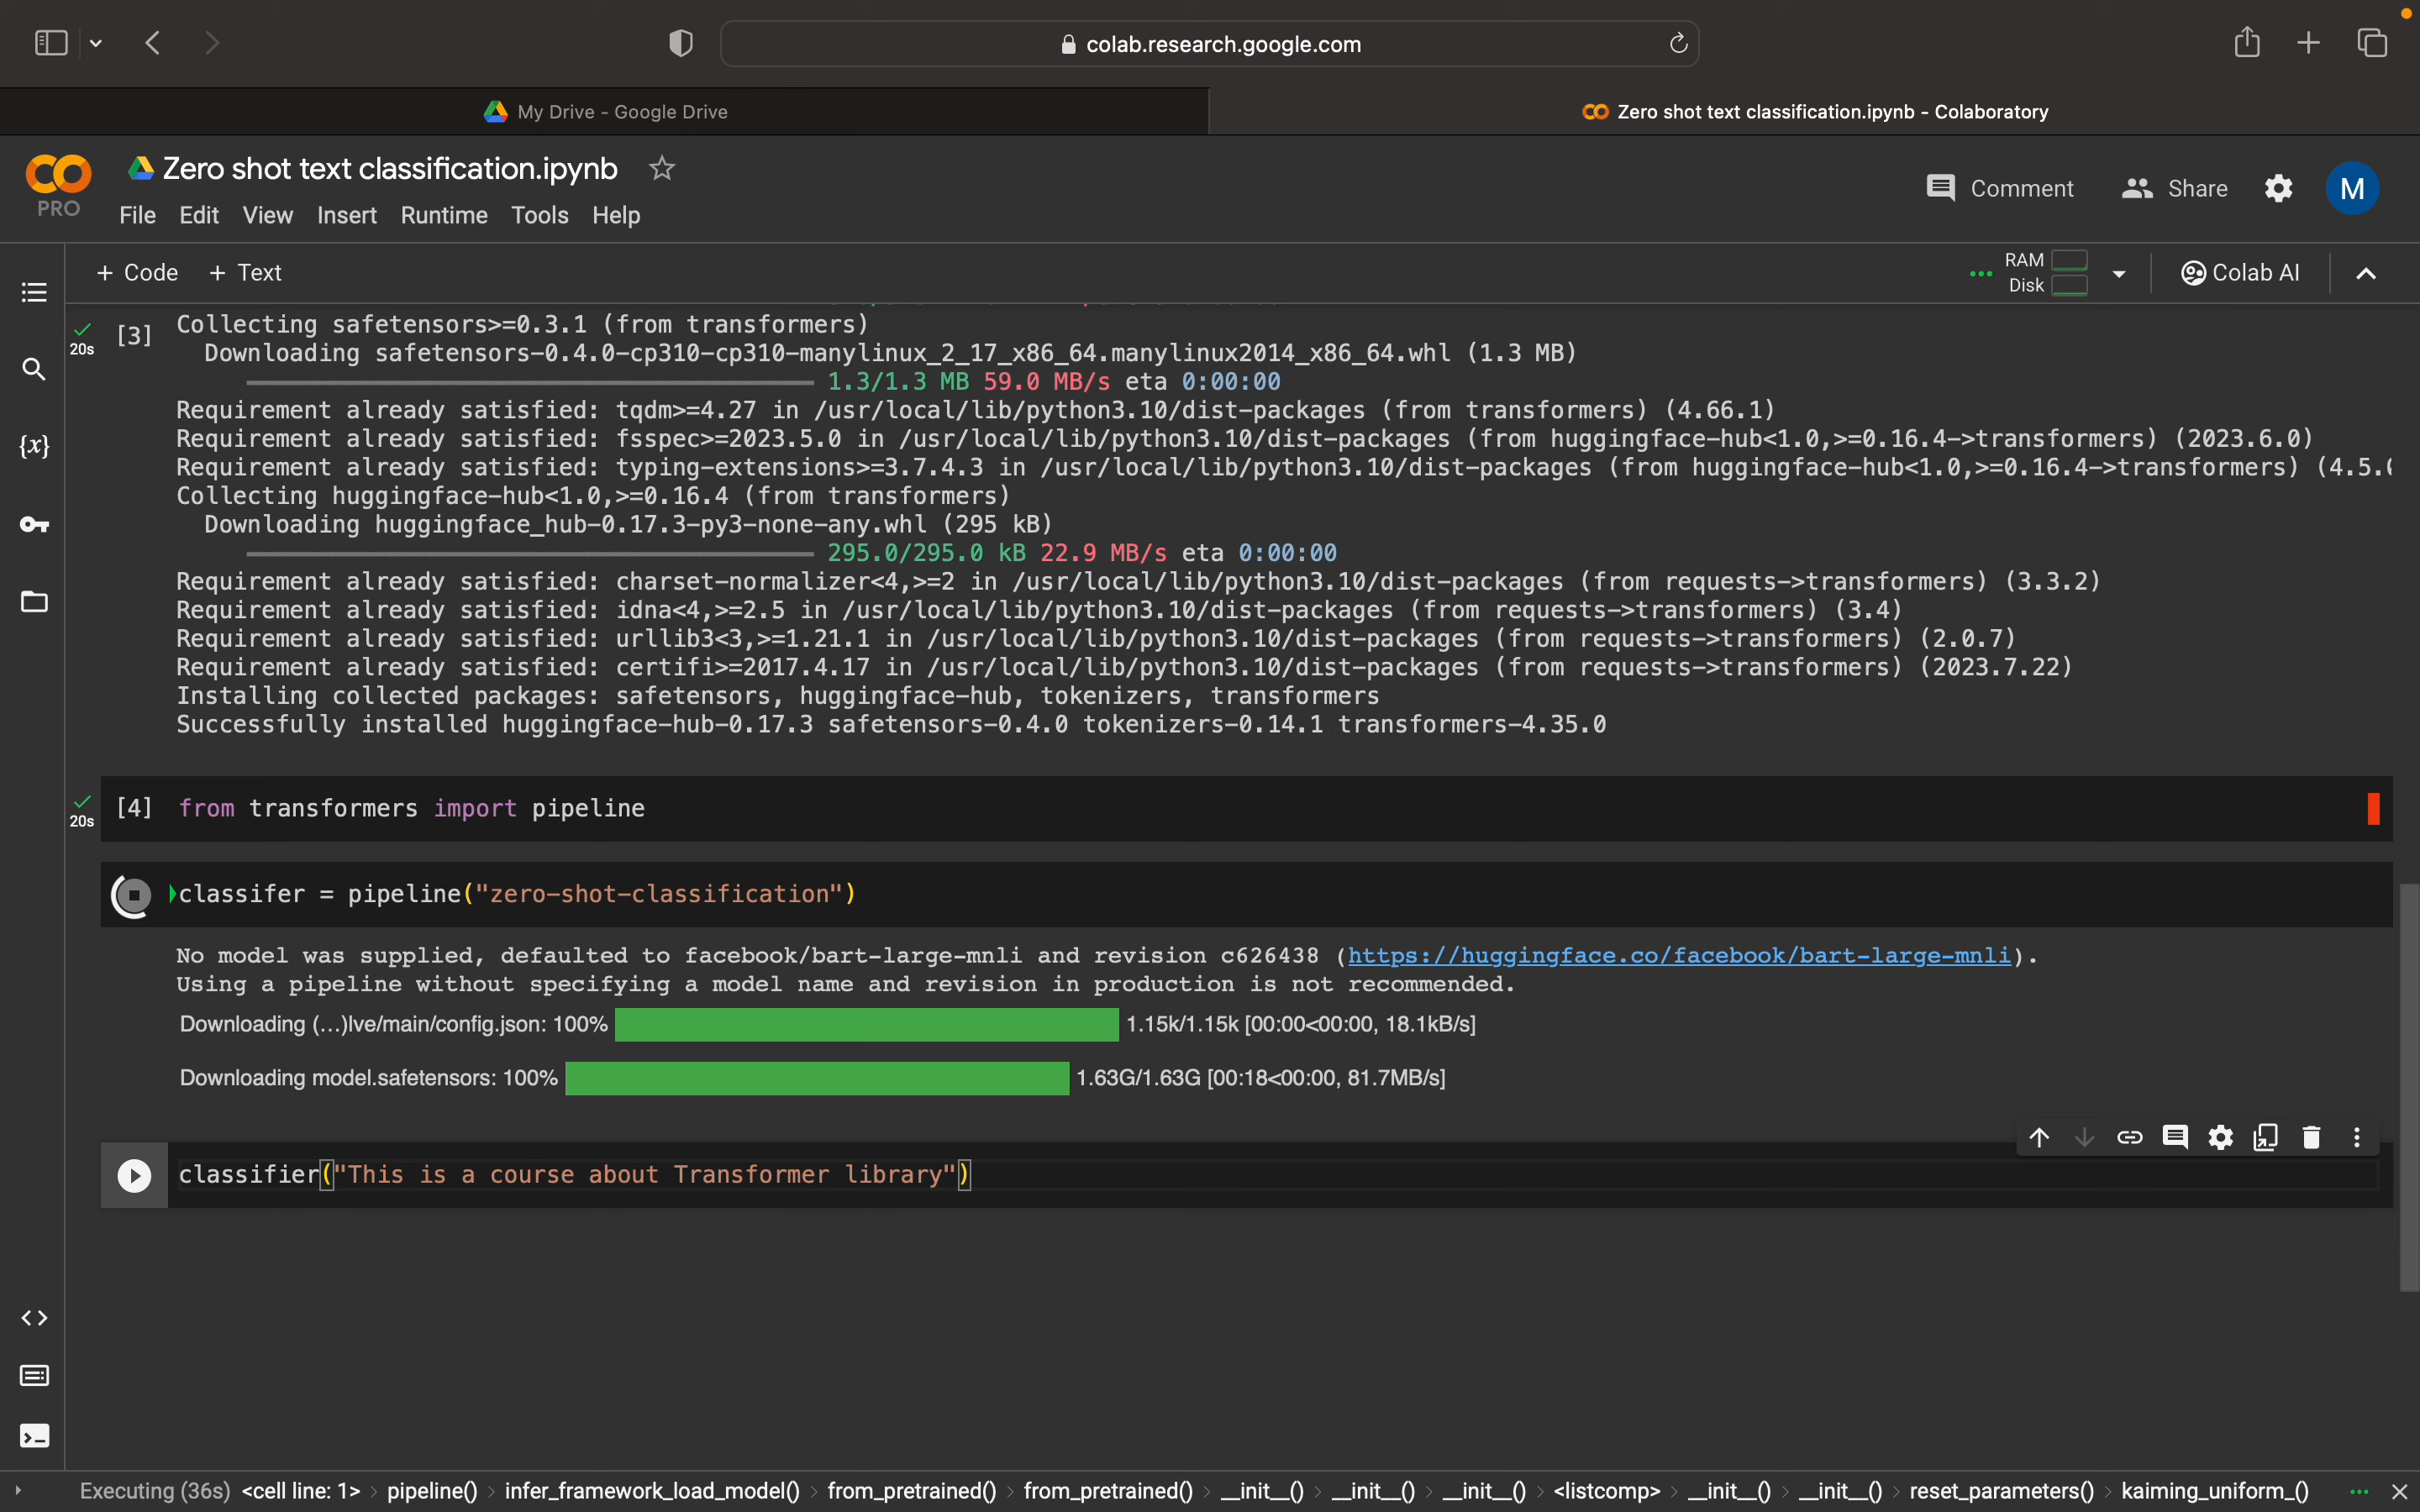 colab.research.google.com
My Drive - Google Drive
Zero shot text classification.ipynb - Colaboratory
PRO
Zero shot text classification.ipynb
Comment
Share
M
File Edit View Insert Runtime Tools Help
+ Code + Text
RAM
Disk
Colab AI
[3]
20s
Collecting safetensors>=0.3.1 (from transformers)
Downloading safetensors-0.4.0-cp310-cp310-manylinux_2_17_x86_64.manylinux2014_x86_64.whl (1.3 MB)
1.3/1.3 MB 59.0 MB/s eta 0:00:00
Requirement already satisfied: tqdm>=4.27 in /usr/local/lib/python3.10/dist-packages (from transformers) (4.66.1)
Requirement already satisfied: fsspec>=2023.5.0 in /usr/local/lib/python3.10/dist-packages (from huggingface-hub<1.0,>=0.16.4->transformers) (2023.6.0)
Requirement already satisfied: typing-extensions>=3.7.4.3 in /usr/local/lib/python3.10/dist-packages (from huggingface-hub<1.0,>=0.16.4->transformers) (4.5.
Collecting huggingface-hub<1.0,>=0.16.4 (from transformers)
Downloading huggingface_hub-0.17.3-py3-none-any.whl (295 kB)
295.0/295.0 kB 22.9 MB/s eta 0:00:00
Requirement already satisfied: charset-normalizer<4,>=2 in /usr/local/lib/python3.10/dist-packages (from requests->transformers) (3.3.2)
Requirement already satisfied: idna<4,>=2.5 in /usr/local/lib/python3.10/dist-packages (from requests->transformers) (3.4)
Requirement already satisfied: urllib3<3,>=1.21.1 in /usr/local/lib/python3.10/dist-packages (from requests->transformers) (2.0.7)
Requirement already satisfied: certifi>=2017.4.17 in /usr/local/lib/python3.10/dist-packages (from requests->transformers) (2023.7.22)
Installing collected packages: safetensors, huggingface-hub, tokenizers, transformers
Successfully installed huggingface-hub-0.17.3 safetensors-0.4.0 tokenizers-0.14.1 transformers-4.35.0
[4] from transformers import pipeline
20s
classifer = pipeline("zero-shot-classification")
No model was supplied, defaulted to facebook/bart-large-mnli and revision c626438 (https://huggingface.co/facebook/bart-large-mnli).
Using a pipeline without specifying a model name and revision in production is not recommended.
Downloading (…)lve/main/config.json: 100% 1.15k/1.15k [00:00<00:00, 18.1kB/s]
Downloading model.safetensors: 100% 1.63G/1.63G [00:18<00:00, 81.7MB/s]
classifier("This is a course about Transformer library")
Executing (36s) <cell line: 1> > pipeline() > infer_framework_load_model() > from_pretrained() > from_pretrained() > __init__() > __init__() > __init__() > <listcomp> > __init__() > __init__() > reset_parameters() > kaiming_uniform_()